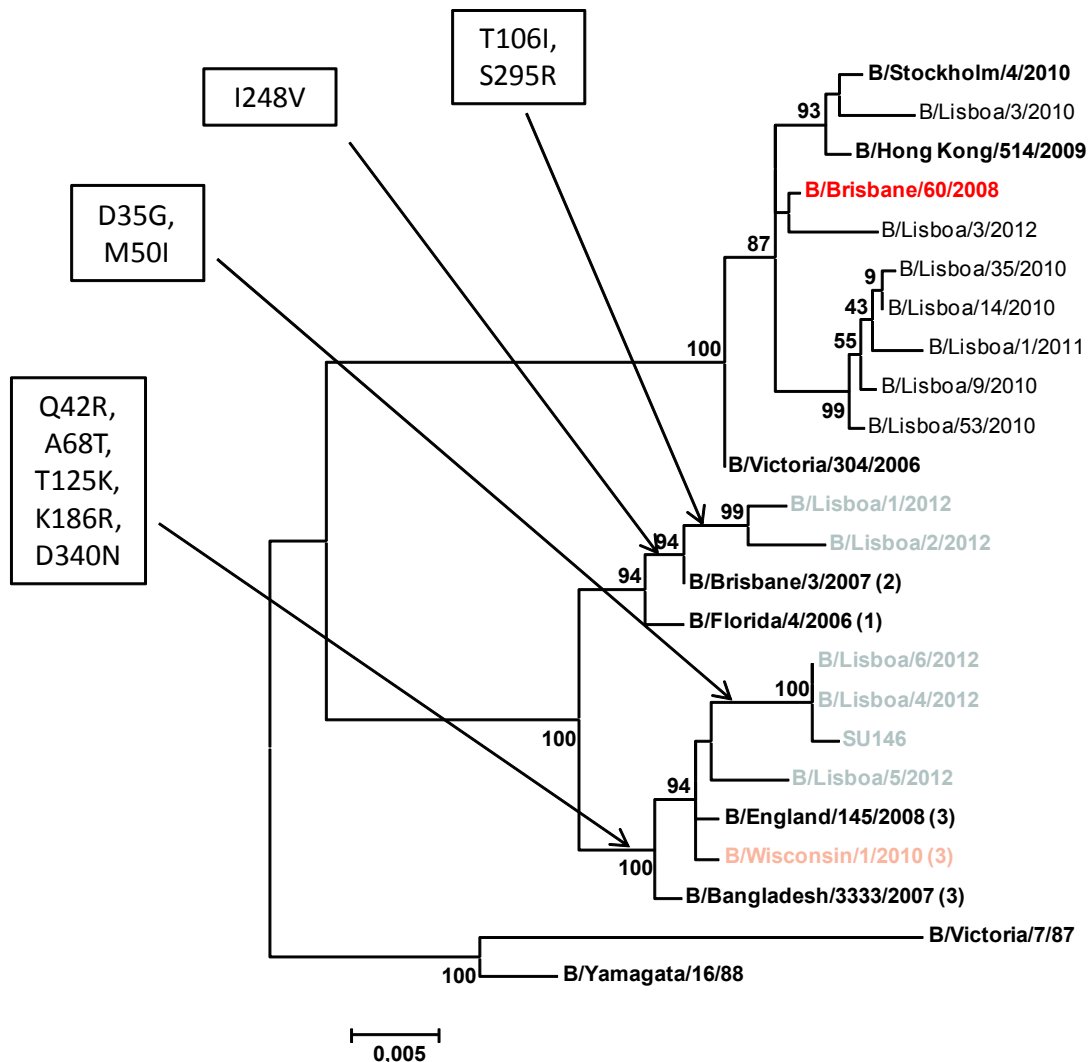 T106I,
S295R
I248V
D35G,
M50I
Q42R,
A68T,
T125K,
K186R,
D340N
B/Stockholm/4/2010
93
B/Lisboa/3/2010
B/Hong Kong/514/2009
B/Brisbane/60/2008
87
B/Lisboa/3/2012
B/Lisboa/35/2010
9
B/Lisboa/14/2010
43
B/Lisboa/1/2011
55
100
B/Lisboa/9/2010
99
B/Lisboa/53/2010
B/Victoria/304/2006
B/Lisboa/1/2012
99
B/Lisboa/2/2012
94
B/Brisbane/3/2007 (2)
94
B/Florida/4/2006 (1)
B/Lisboa/6/2012
100
B/Lisboa/4/2012
SU146
100
B/Lisboa/5/2012
94
B/England/145/2008 (3)
B/Wisconsin/1/2010 (3)
100
B/Bangladesh/3333/2007 (3)
B/Victoria/7/87
100
B/Yamagata/16/88
0,005